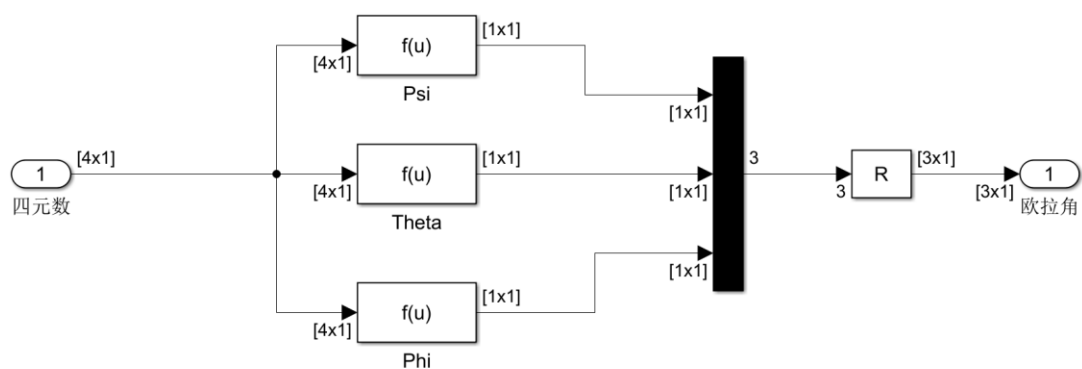 [1x1]
f(u)
[4x1]
Psi
[1x1]
[4x1]
1
四元数
[1x1]
f(u)
[4x1]
Theta
[1x1]
3
R
3
[3x1]
[3x1]
1
欧拉角
[1x1]
[1x1]
f(u)
[4x1]
Phi